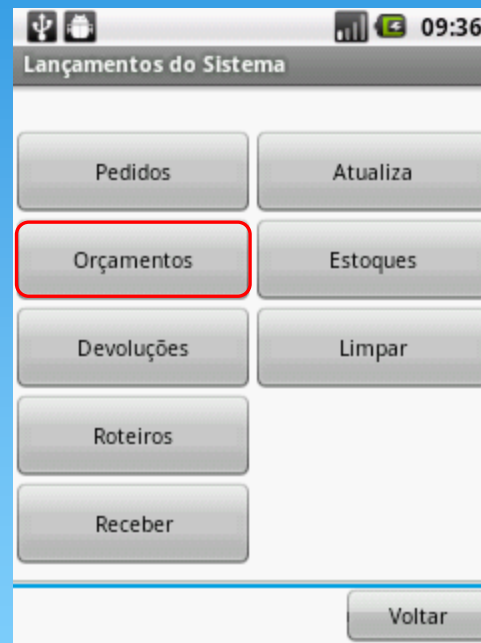 09:36
Lançamentos do Sistema
Pedidos
Atualiza
Orçamentos
Estoques
Devoluções
Limpar
Roteiros
Receber
Voltar